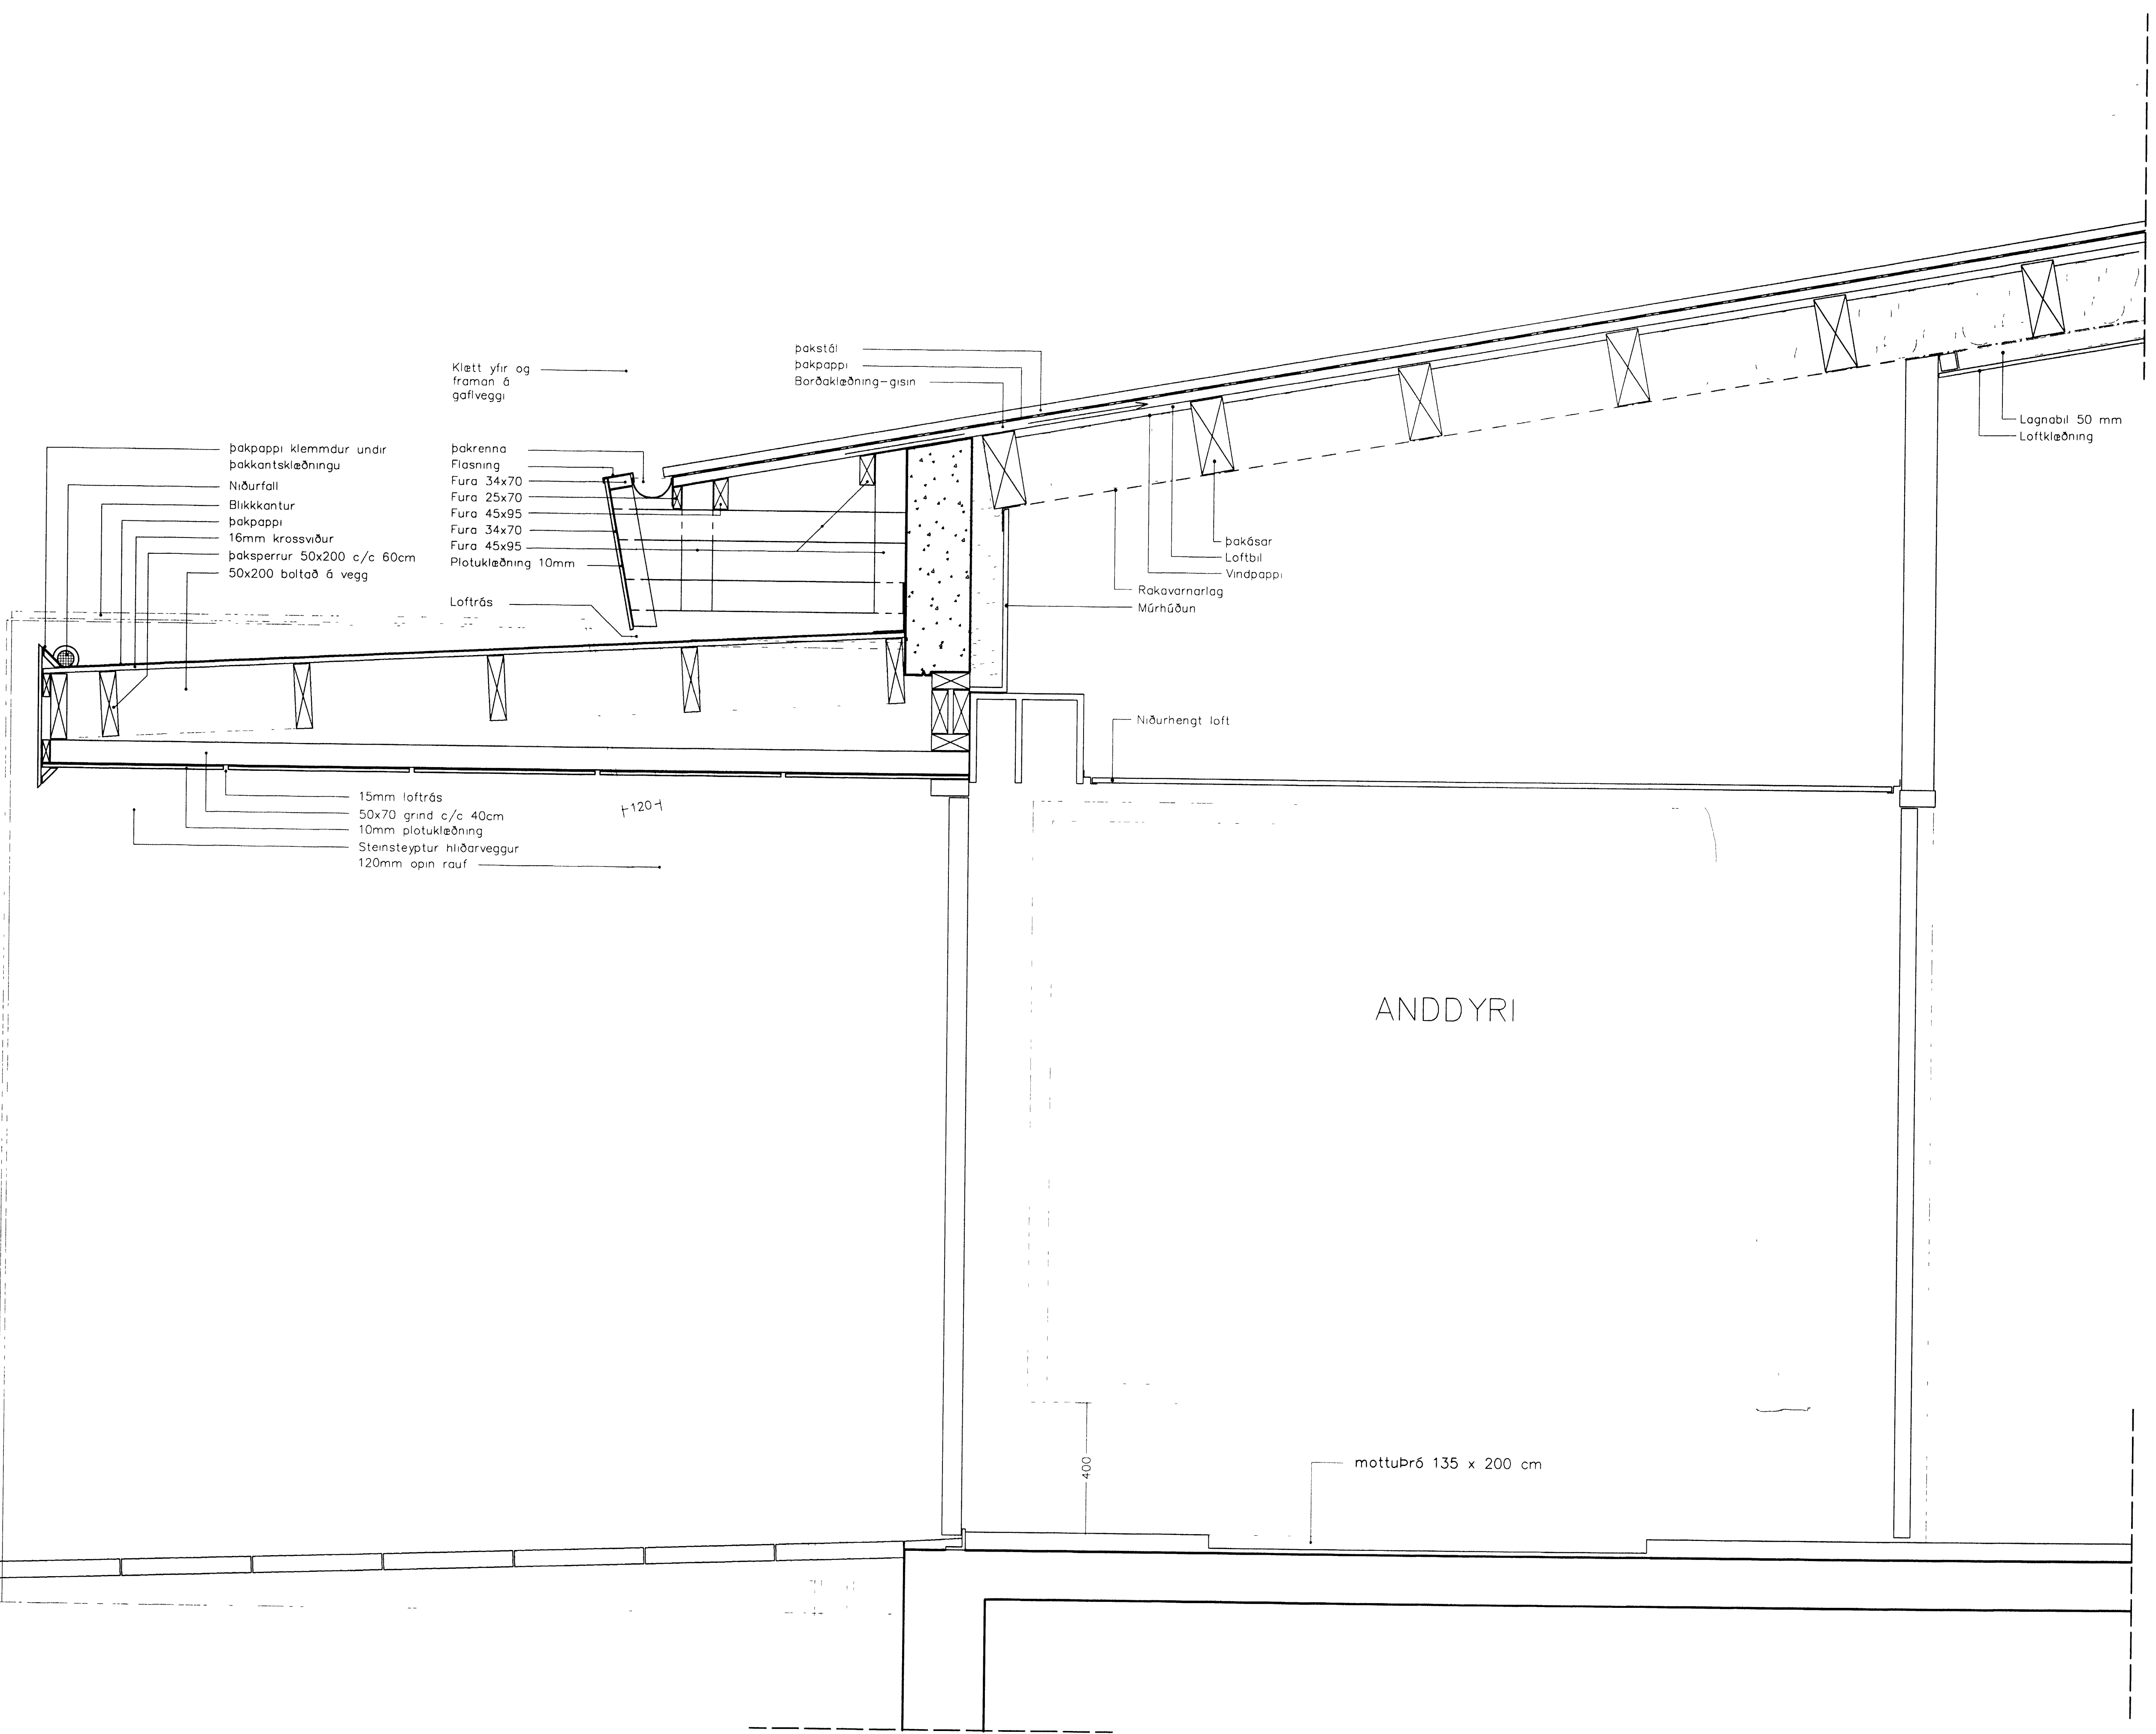 þakstál
þakpappi
Borðaklæðning-gisin
Klætt yfir og
framan á
gaflveggi
þakpappi klemmdur undir
þakkantsklæðningu
Niðurfall
Blikkkantur
þakpappi
16mm krossviður
þaksperrur 50x200 c/c 60cm
50x200 boltað á vegg
þakrenna
Flasning
Fura 34x70
Fura 25x70
Fura 45x95
Fura 34x70
Fura 45x95
Plotuklæðning 10mm
Loftrás
Lagnabil 50 mm
Loftklæðning
þakásar
Loftbil
Vindpappi
Rakavarnarlag
Múrhúðun
Niðurhengt loft
15mm loftrás
50x70 grind c/c 40cm
10mm plotuklæðning
Steinsteyptur hliðarveggur
120mm opin rauf
120
ANDDYRI
400
mottuÞró 135 x 200 cm